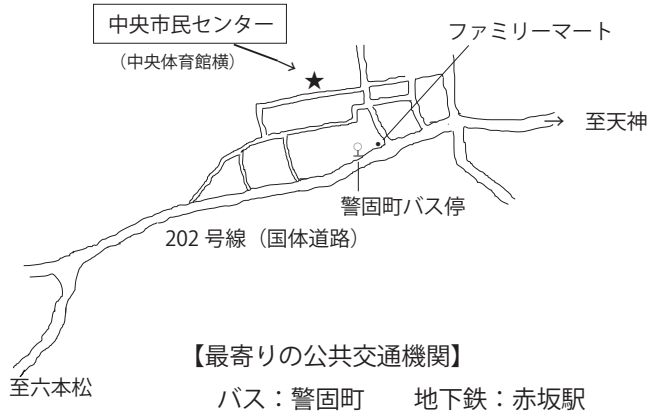 中央市民センター
（中央体育館横）
★
ファミリーマート
→ 至天神
警固町バス停
202 号線（国体道路）
至六本松
【最寄りの公共交通機関】
バス：警固町　地下鉄：赤坂駅